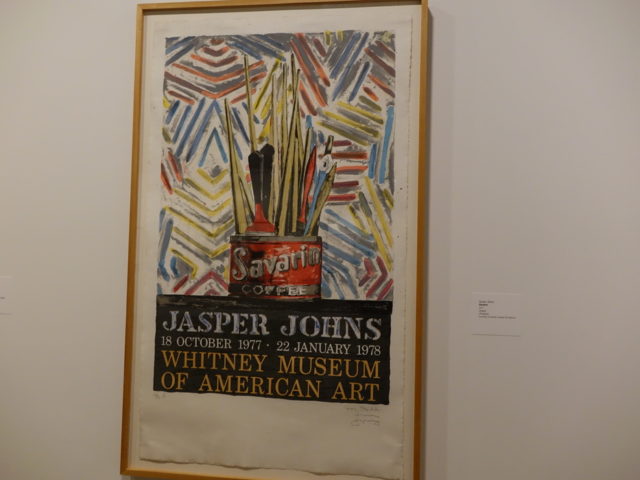 Savarin
COFFEE
JASPER JOHNS
18 OCTOBER 1977 · 22 JANUARY 1978
WHITNEY MUSEUM
OF AMERICAN ART